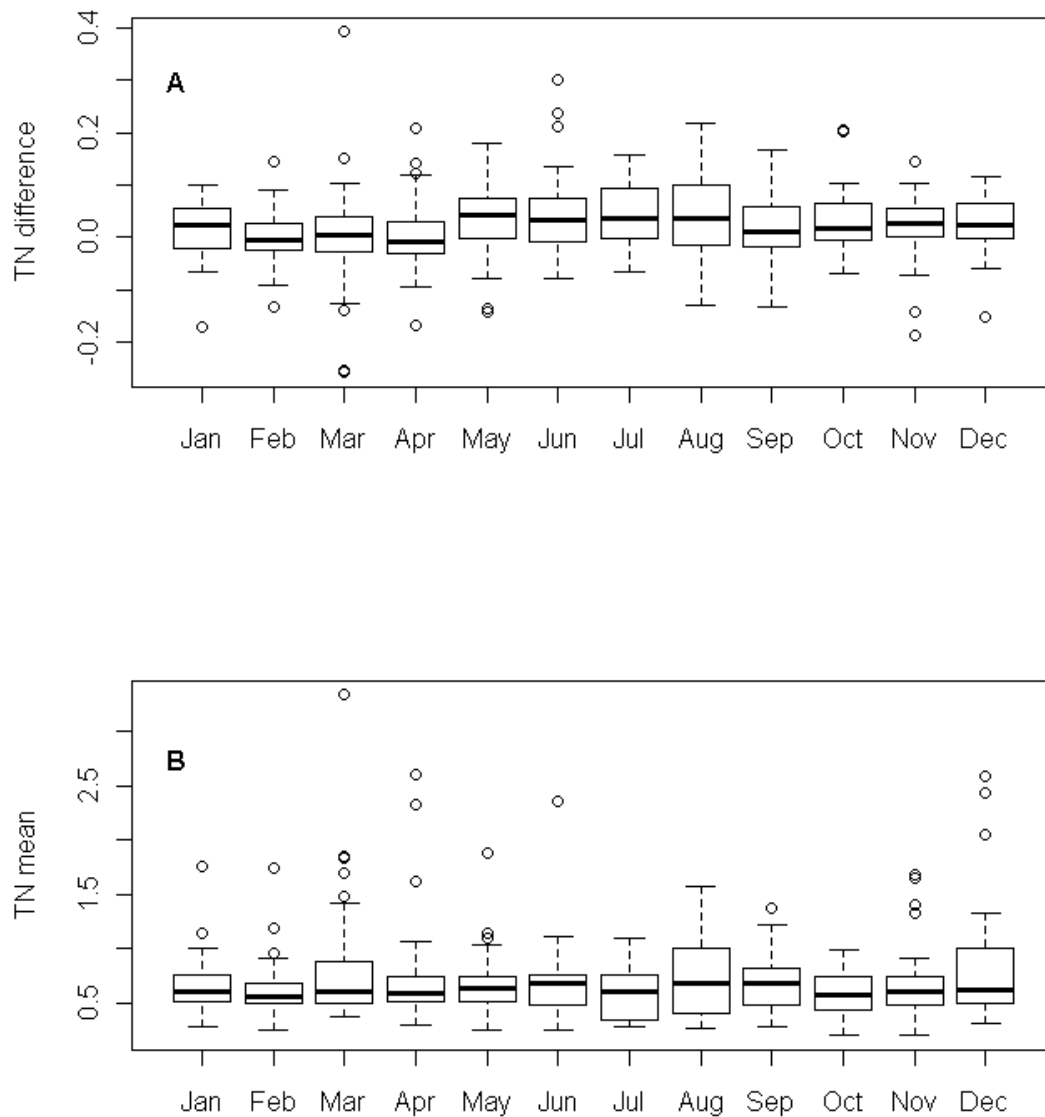 A
TN difference
0.4
0.2
0.0
-0.2
Jan Feb Mar Apr May Jun Jul Aug Sep Oct Nov Dec
B
TN mean
2.5
1.5
0.5
Jan Feb Mar Apr May Jun Jul Aug Sep Oct Nov Dec